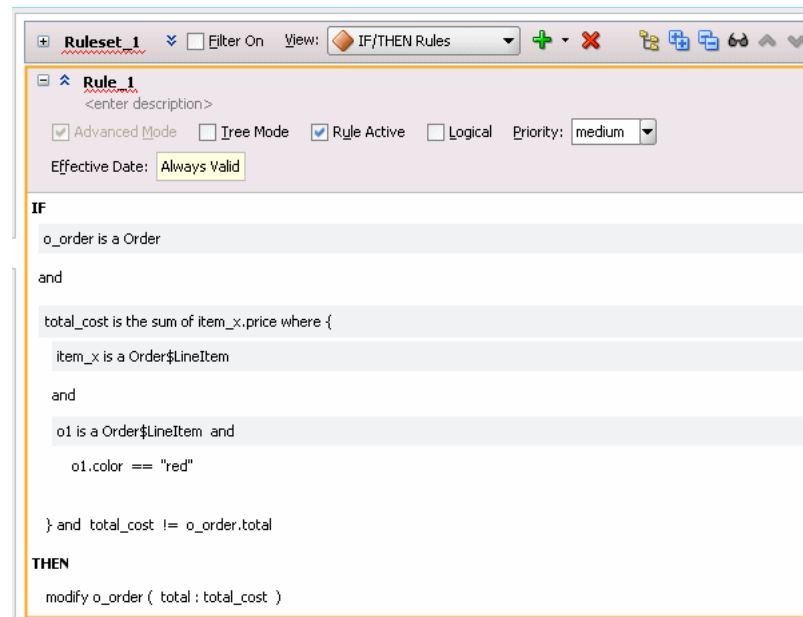 Ruleset_1 Filter On View: IF/THEN Rules
Rule_1
<enter description>
Advanced Mode Tree Mode Rule Active Logical Priority: medium
Effective Date: Always Valid
IF
o_order is a Order
and
total_cost is the sum of item_x.price where {
item_x is a Order$LineItem
and
o1 is a Order$LineItem and
o1.color == "red"
} and total_cost != o_order.total
THEN
modify o_order ( total : total_cost )